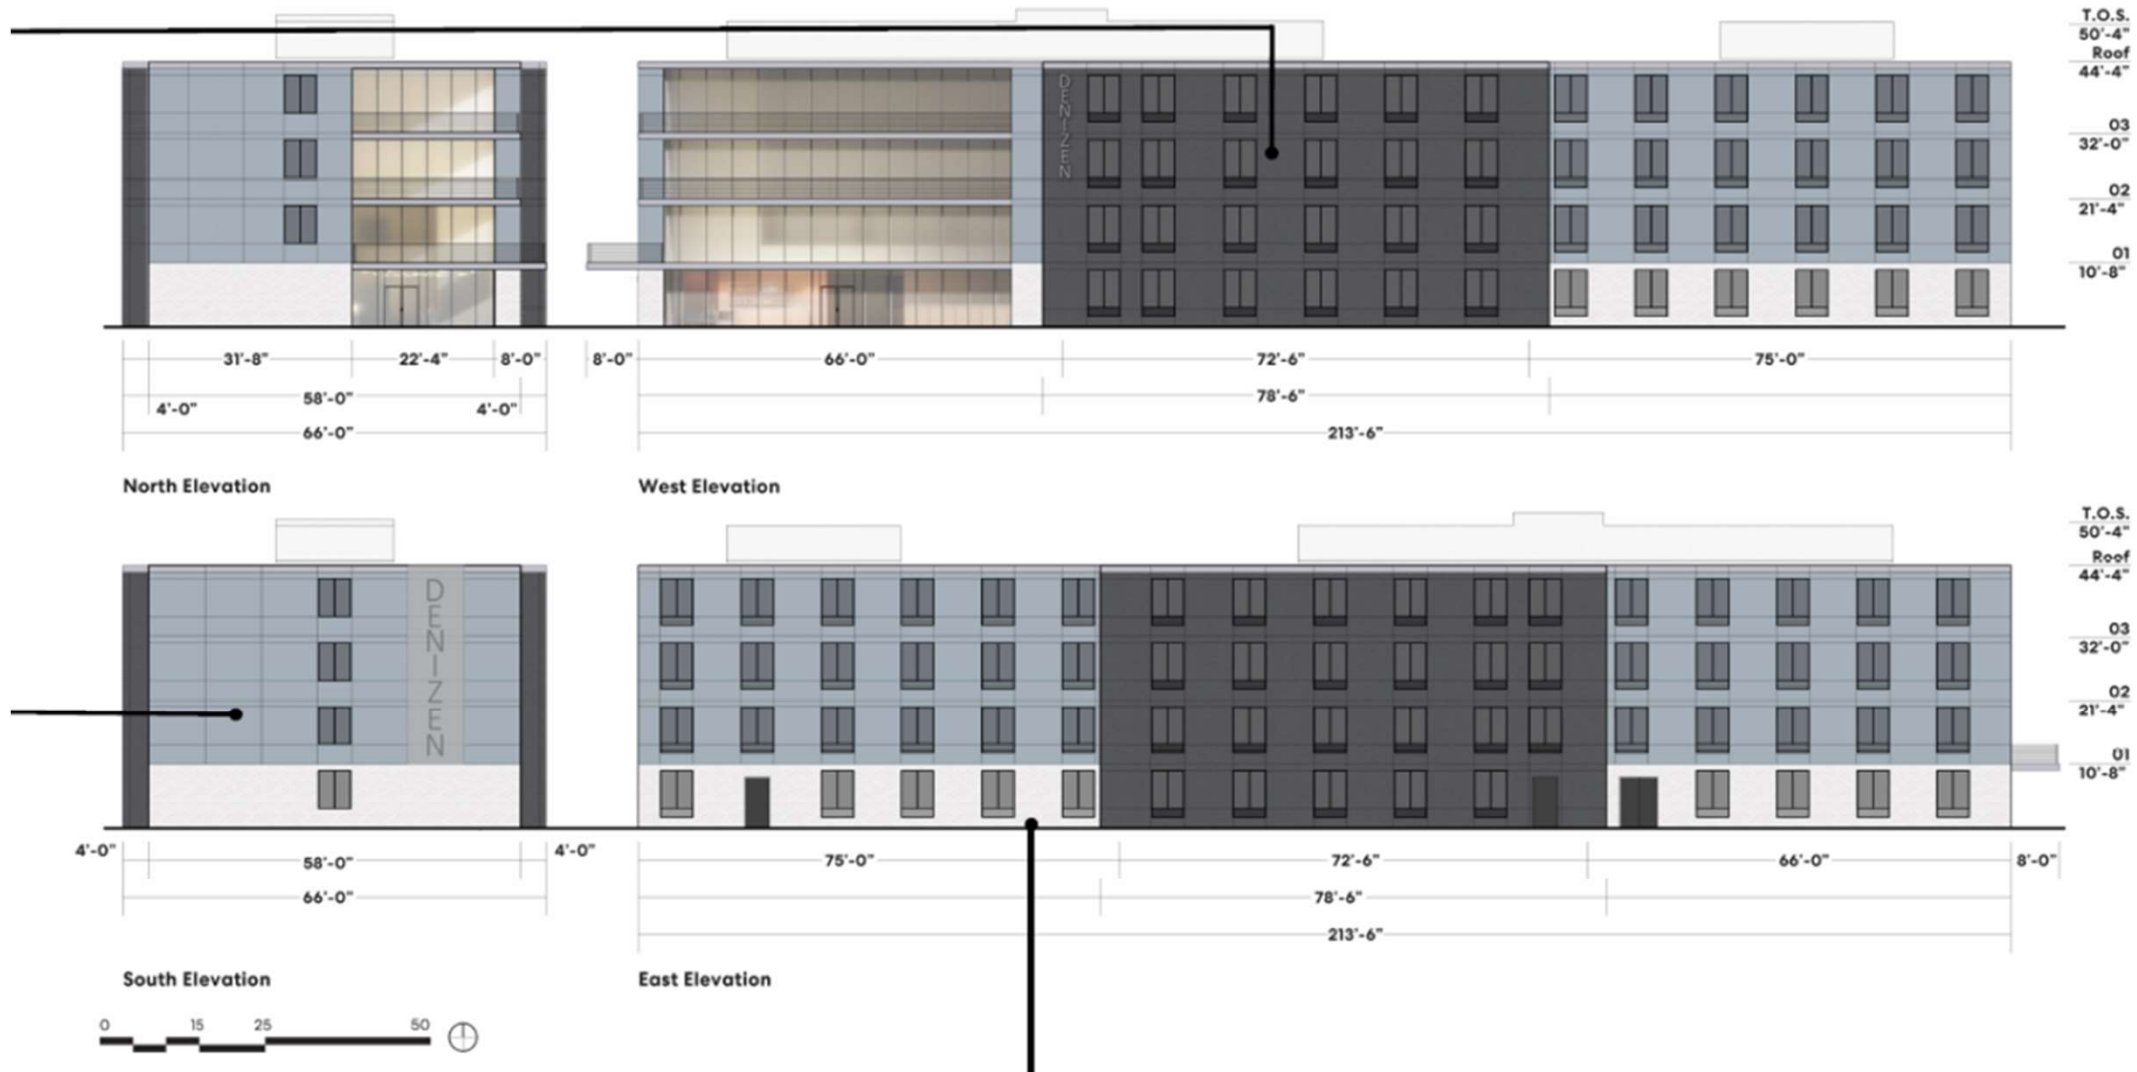 T.O.S.
50'-4"
Roof
44'-4"
DENIZEN
03
32'-0"
02
21'-4"
01
10'-8"
31'-8" 22'-4" 8'-0" 8'-0" 66'-0" 72'-6" 75'-0"
58'-0" 78'-6"
4'-0" 4'-0"
66'-0" 213'-6"
North Elevation West Elevation
T.O.S.
50'-4"
Roof
44'-4"
DENIZEN
03
32'-0"
02
21'-4"
01
10'-8"
4'-0" 58'-0" 4'-0" 75'-0" 72'-6" 66'-0" 8'-0"
66'-0" 78'-6"
213'-6"
South Elevation East Elevation
0 15 25 50